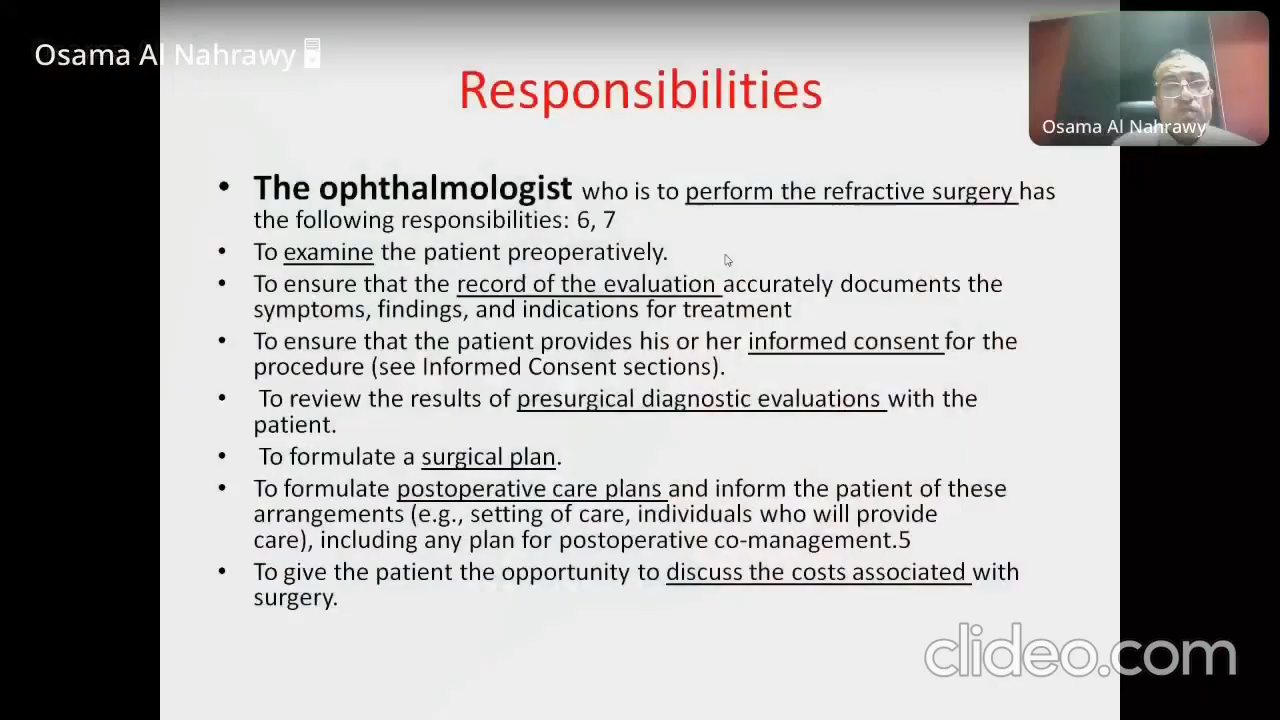 Osama Al Nahrawy
Responsibilities
Osama Al Nahrawy
• The ophthalmologist who is to perform the refractive surgery has
the following responsibilities: 6, 7
• To examine the patient preoperatively.
• To ensure that the record of the evaluation accurately documents the
symptoms, findings, and indications for treatment
• To ensure that the patient provides his or her informed consent for the
procedure (see Informed Consent sections).
• To review the results of presurgical diagnostic evaluations with the
patient.
• To formulate a surgical plan.
• To formulate postoperative care plans and inform the patient of these
arrangements (e.g., setting of care, individuals who will provide
care), including any plan for postoperative co-management.5
• To give the patient the opportunity to discuss the costs associated with
surgery.
clideo.com